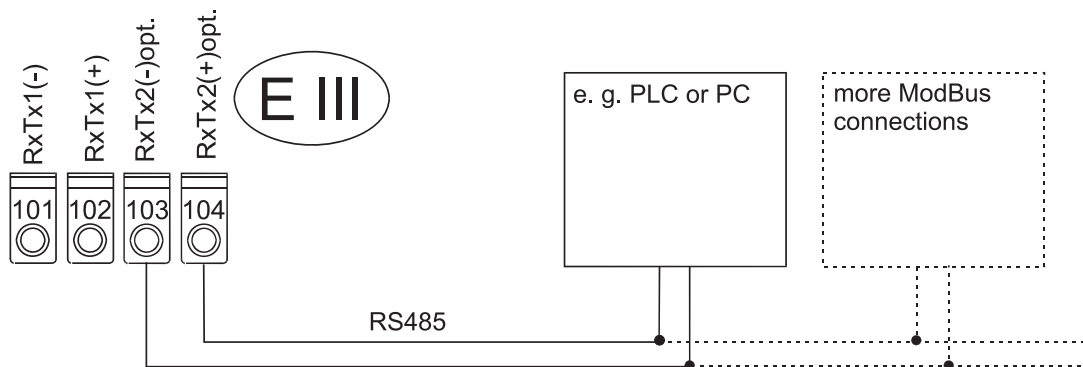 RxTx1(-)
RxTx1(+)
RxTx2(-)opt.
RxTx2(+)opt.
E III
101
102
103
104
e. g. PLC or PC
more ModBus
connections
RS485